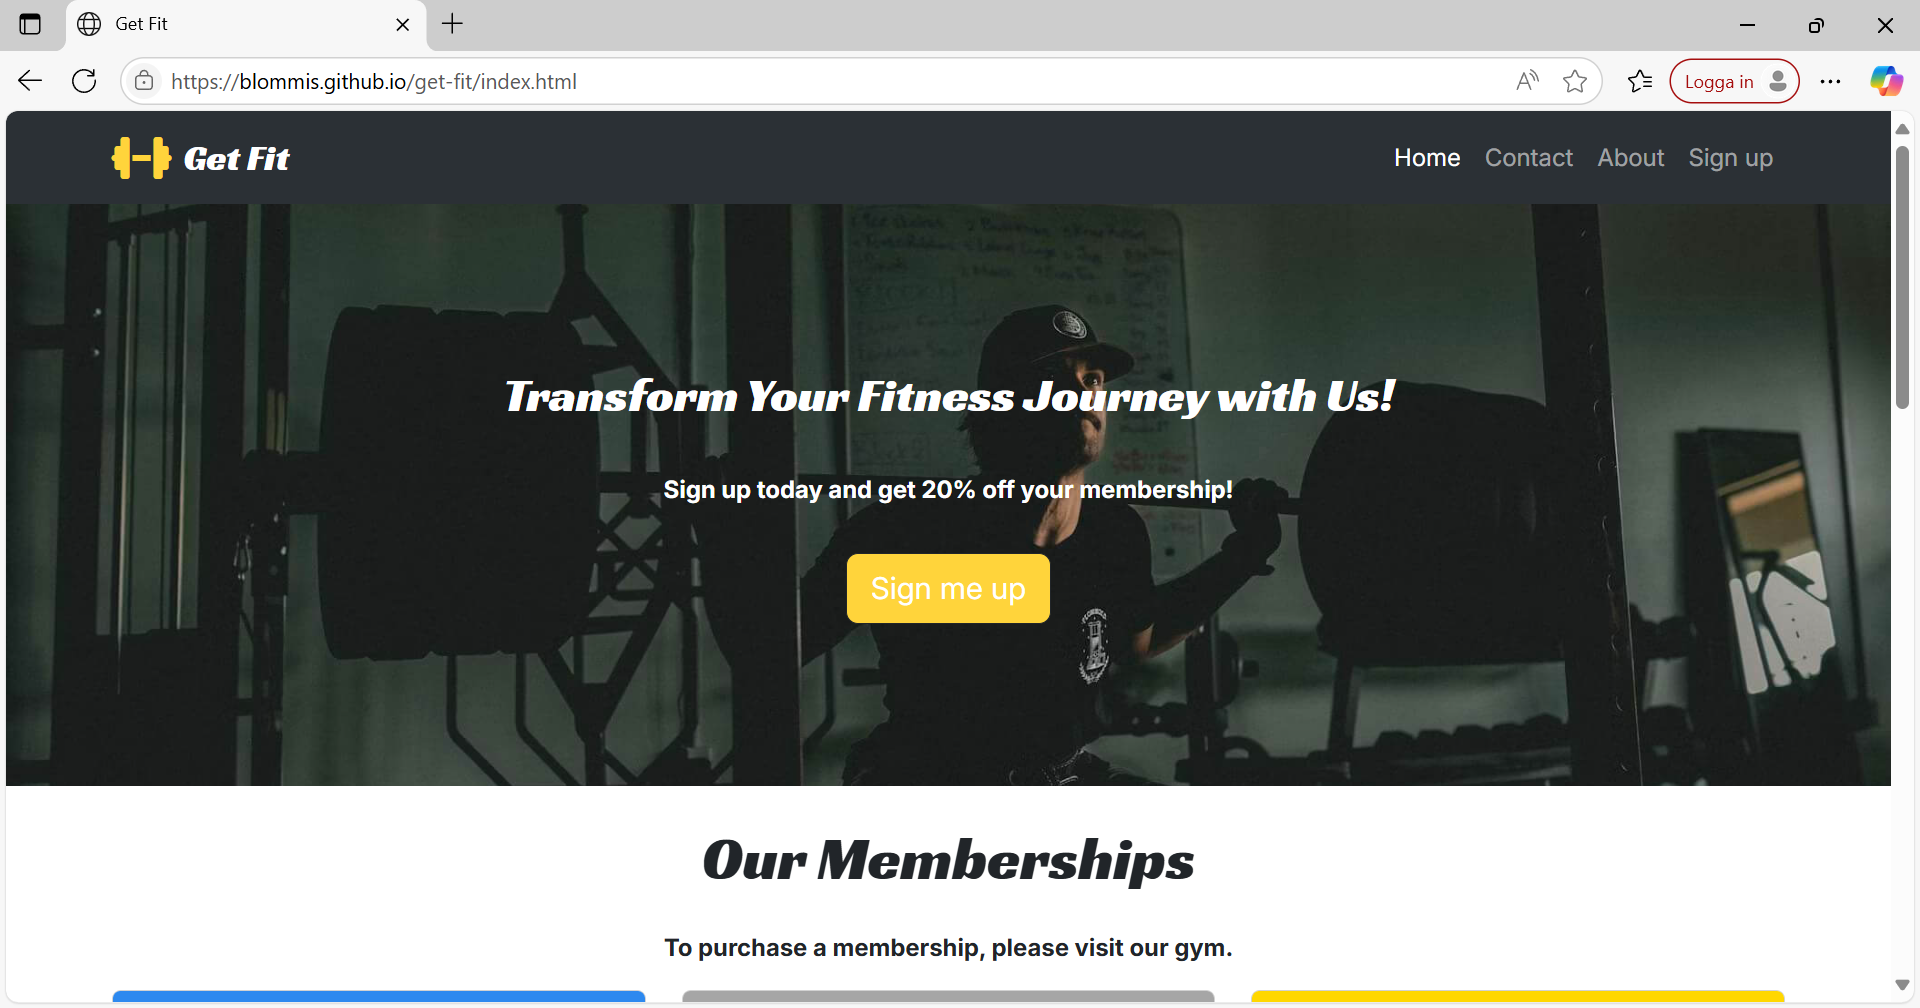 Get Fit
https://blommis.github.io/get-fit/index.html
Logga in
Get Fit
Home Contact About Sign up
Transform Your Fitness Journey with Us!
Sign up today and get 20% off your membership!
Sign me up
Our Memberships
To purchase a membership, please visit our gym.